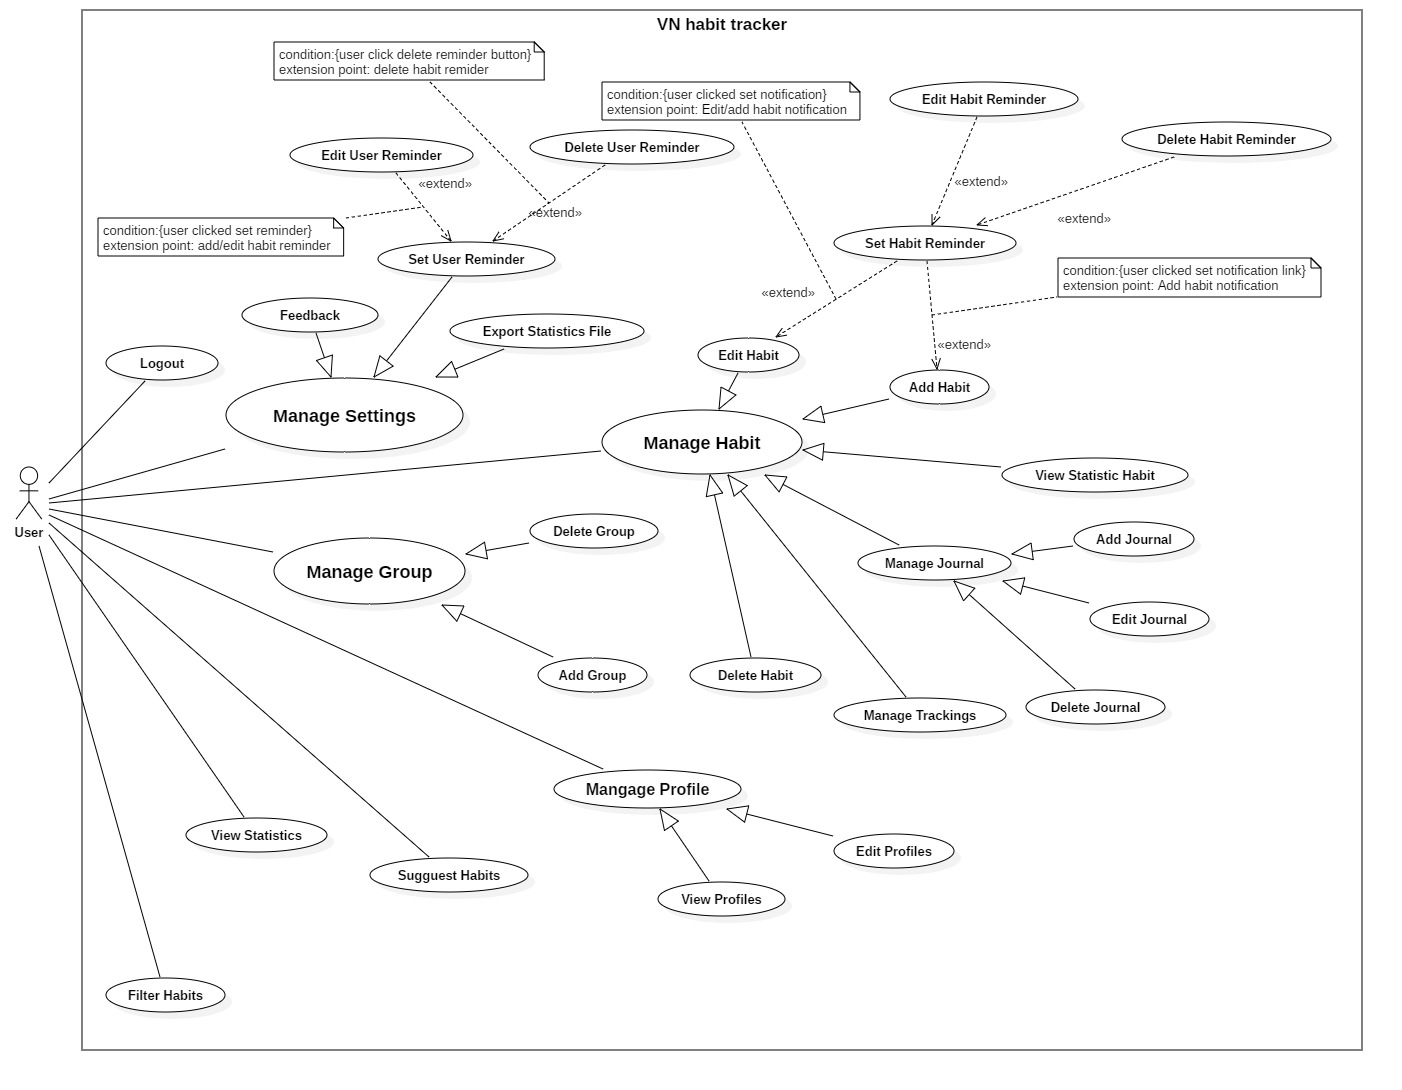 VN habit tracker
condition:{user click delete reminder button}
extension point: delete habit remider
condition:{user clicked set notification}
extension point: Edit/add habit notification
Edit Habit Reminder
Delete Habit Reminder
Edit User Reminder
Delete User Reminder
«extend»
«extend»
«extend»
«extend»
condition:{user clicked set reminder}
extension point: add/edit habit reminder
Set User Reminder
Set Habit Reminder
condition:{user clicked set notification link}
extension point: Add habit notification
«extend»
«extend»
Feedback
Export Statistics File
Logout
Edit Habit
Add Habit
Manage Settings
Manage Habit
View Statistic Habit
User
Delete Group
Add Journal
Manage Group
Manage Journal
Edit Journal
Add Group
Delete Habit
Manage Trackings
Delete Journal
Mangage Profile
View Statistics
Edit Profiles
Sugguest Habits
View Profiles
Filter Habits